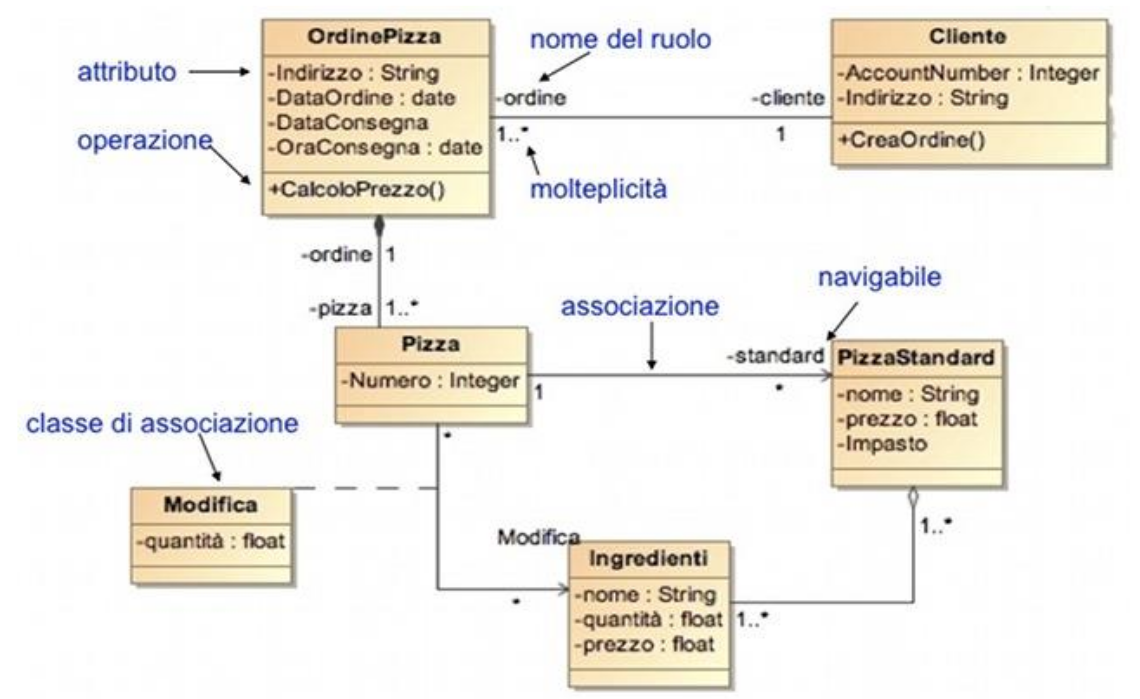 OrdinePizza
-Indirizzo : String
-DataOrdine : date
-DataConsegna
-OraConsegna : date
+CalcoloPrezzo()
attributo
operazione
nome del ruolo
-ordine
1..*
molteplicità
-cliente
1
Cliente
-AccountNumber : Integer
-Indirizzo : String
+CreaOrdine()
-ordine 1
-pizza 1..*
Pizza
-Numero : Integer
1
associazione
navigabile
-standard
*
PizzaStandard
-nome : String
-prezzo : float
-Impasto
1..*
classe di associazione
*
Modifica
-quantità : float
Modifica
*
Ingredienti
-nome : String
-quantità : float
-prezzo : float
1..*